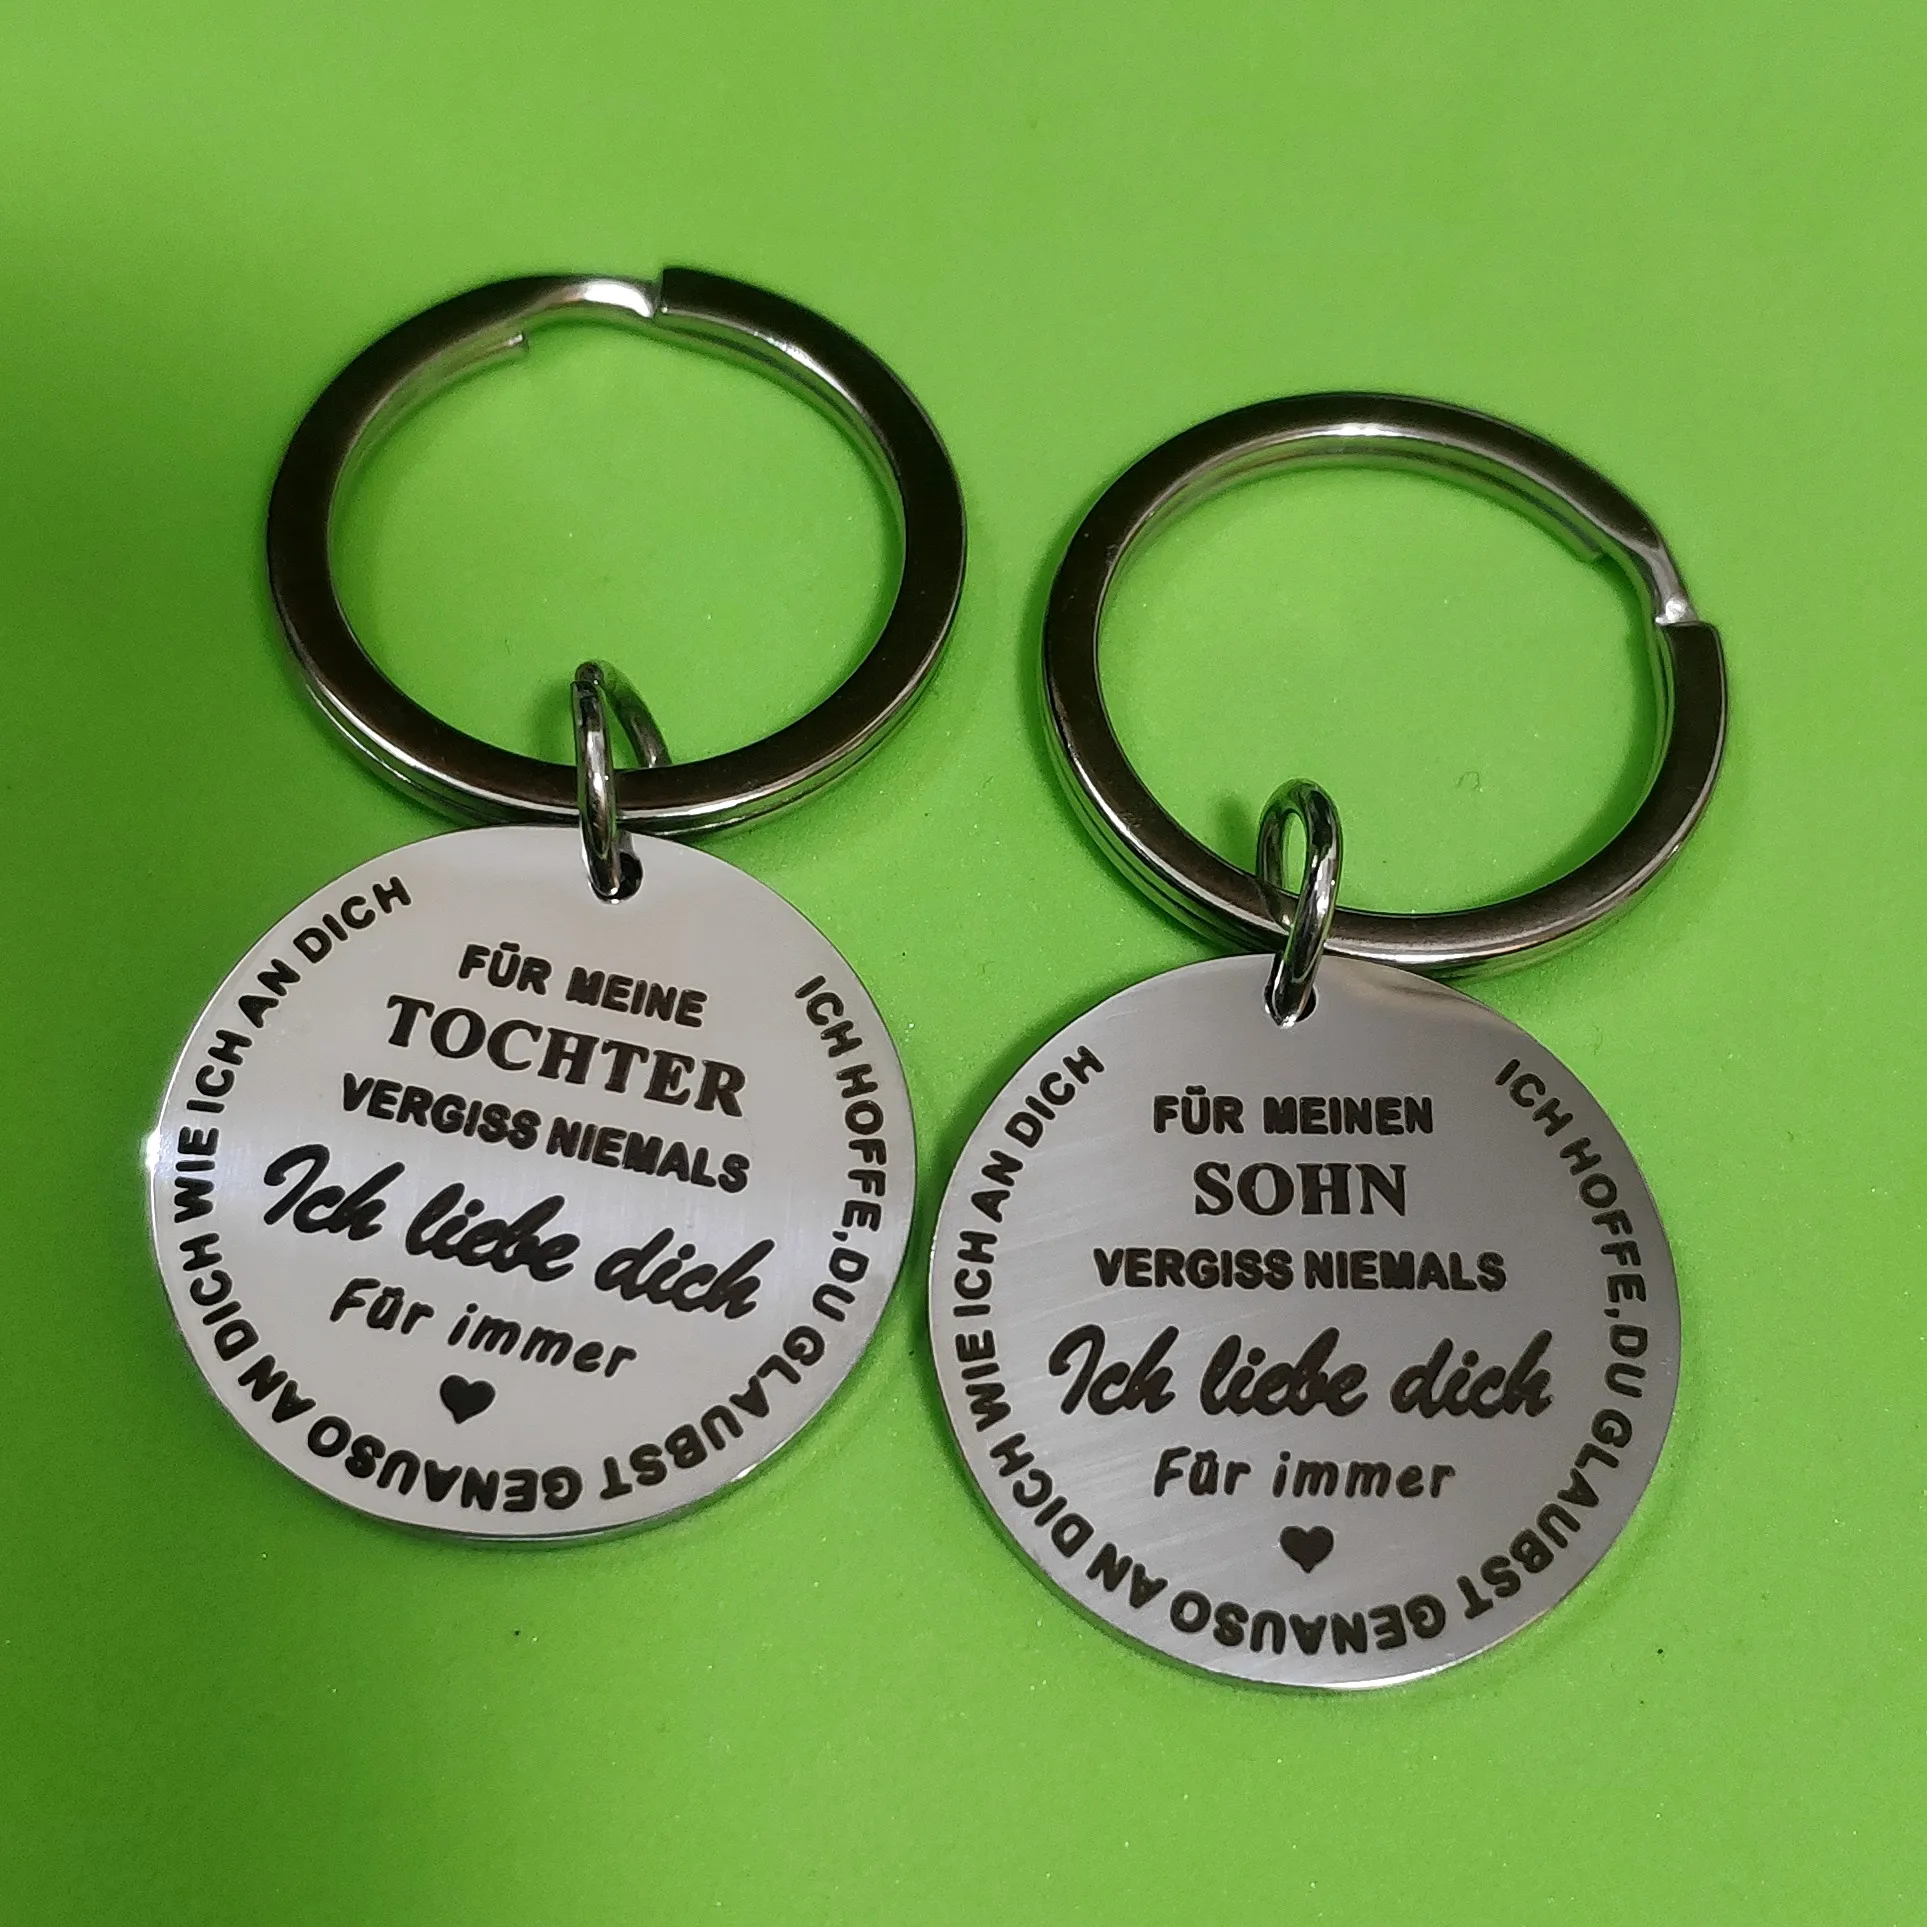 FÜR MEINE
TOCHTER
VERGISS NIEMALS
Ich liebe dich
Für immer
ICH HOFFE, DU GLAUBST GENAUSO AN DICH WIE ICH AN DICH
FÜR MEINEN
SOHN
VERGISS NIEMALS
Ich liebe dich
Für immer
ICH HOFFE, DU GLAUBST GENAUSO AN DICH WIE ICH AN DICH